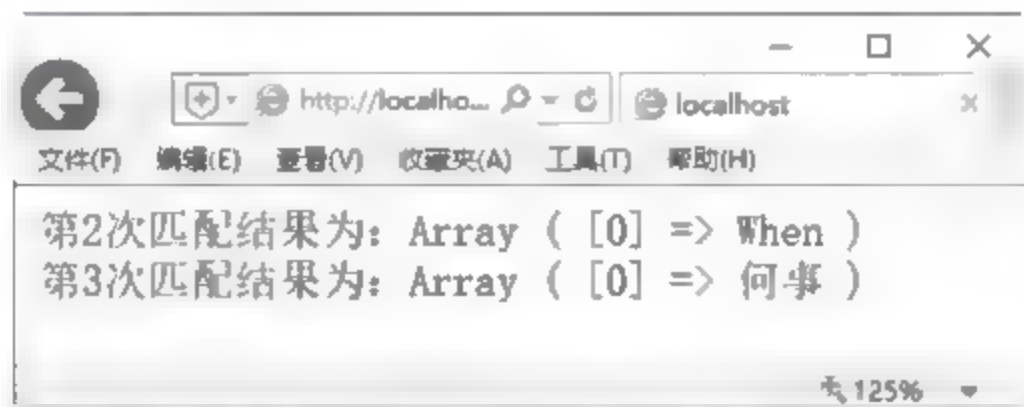 http://localho...
localhost
文件(F) 编辑(E) 查看(V) 收藏夹(A) 工具(T) 帮助(H)
第2次匹配结果为：Array ( [0] => When )
第3次匹配结果为：Array ( [0] => 何事 )
125%